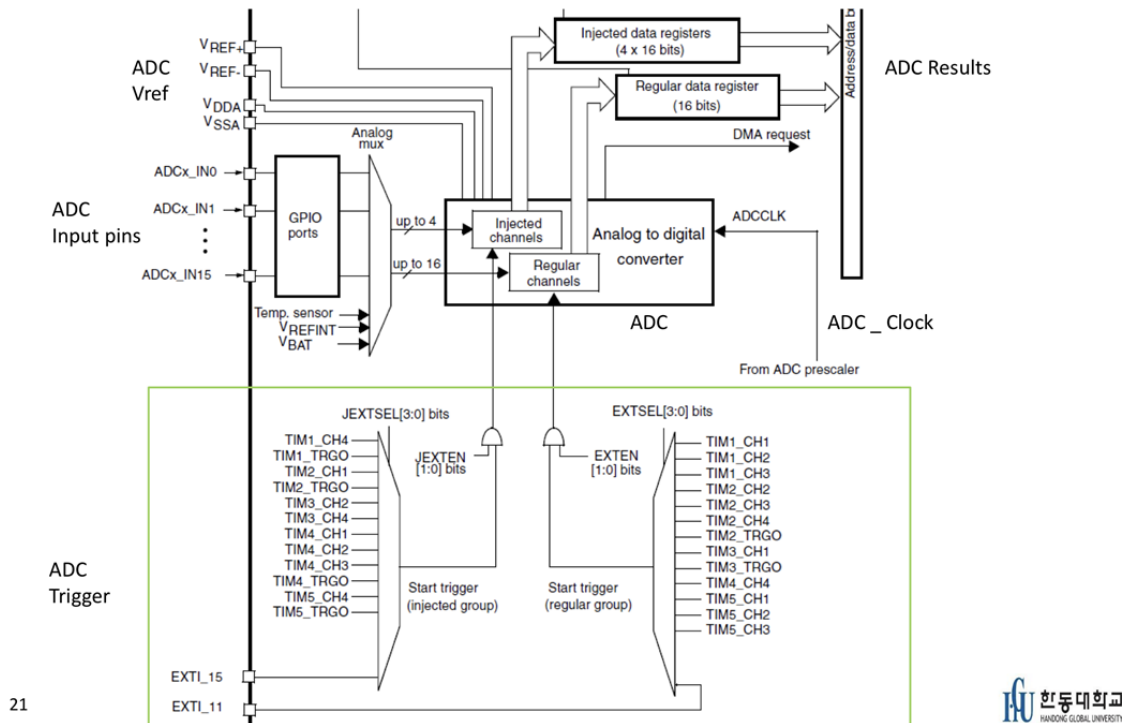 Injected data registers
(4 x 16 bits)
Regular data register
(16 bits)
Address/data b
ADC Results
ADC
Vref
VREF+
VREF-
VDDA
VSSA
DMA request
Analog
mux
ADC
Input pins
ADCx_IN0
ADCx_IN1
ADCx_IN15
GPIO
ports
up to 4
up to 16
Injected
channels
Regular
channels
Analog to digital
converter
ADCCLK
Temp. sensor
VREFINT
VBAT
ADC
ADC _ Clock
From ADC prescaler
JEXTSEL[3:0] bits
EXTSEL[3:0] bits
TIM1_CH4
TIM1_TRGO
TIM2_CH1
TIM2_TRGO
TIM3_CH2
TIM3_CH4
TIM4_CH1
TIM4_CH2
TIM4_CH3
TIM4_TRGO
TIM5_CH4
TIM5_TRGO
JEXTEN
[1:0] bits
EXTEN
[1:0] bits
TIM1_CH1
TIM1_CH2
TIM1_CH3
TIM2_CH2
TIM2_CH3
TIM2_CH4
TIM2_TRGO
TIM3_CH1
TIM3_TRGO
TIM4_CH4
TIM5_CH1
TIM5_CH2
TIM5_CH3
ADC
Trigger
Start trigger
(injected group)
Start trigger
(regular group)
EXTI_15
EXTI_11
21
HGU 한동대학교
HANDONG GLOBAL UNIVERSITY